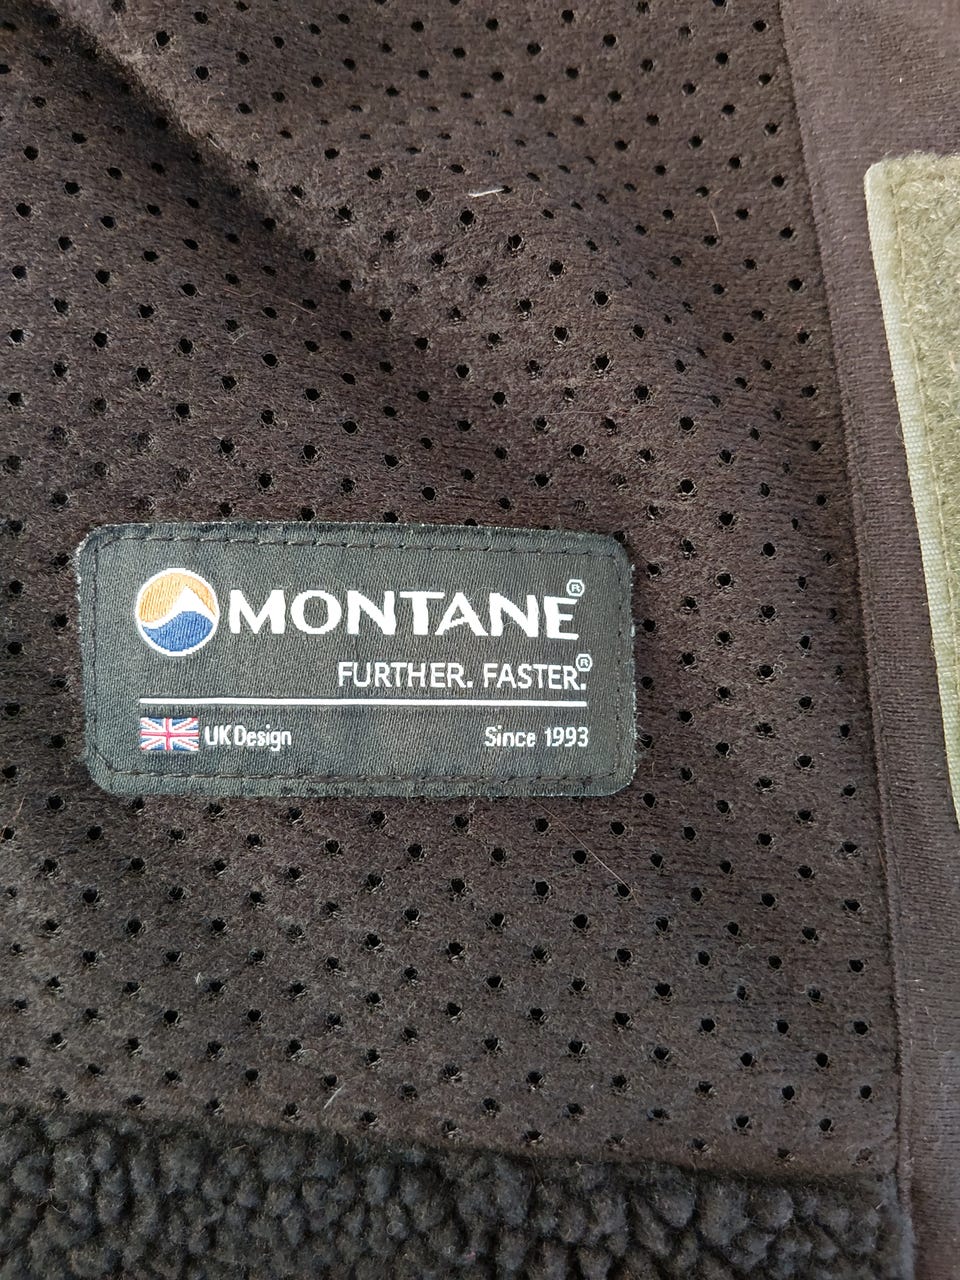 MONTANE®
FURTHER. FASTER.®
UK Design Since 1993